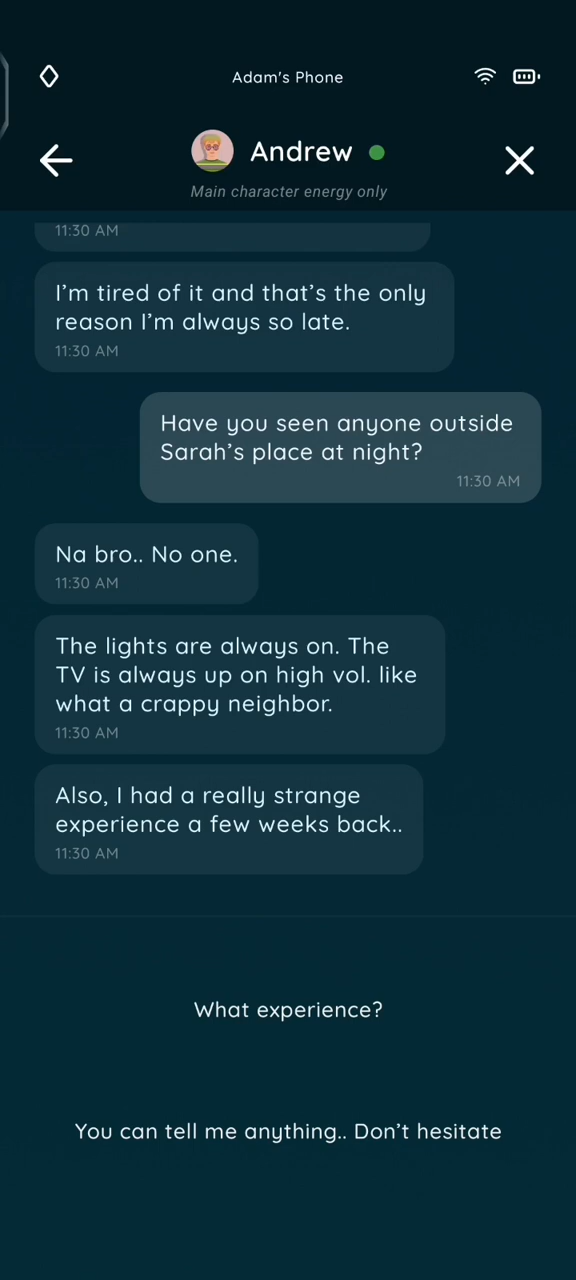 Adam's Phone
Andrew
Main character energy only
11:30 AM
I’m tired of it and that’s the only
reason I’m always so late.
11:30 AM
Have you seen anyone outside
Sarah’s place at night?
11:30 AM
Na bro.. No one.
11:30 AM
The lights are always on. The
TV is always up on high vol. like
what a crappy neighbor.
11:30 AM
Also, I had a really strange
experience a few weeks back..
11:30 AM
What experience?
You can tell me anything.. Don’t hesitate